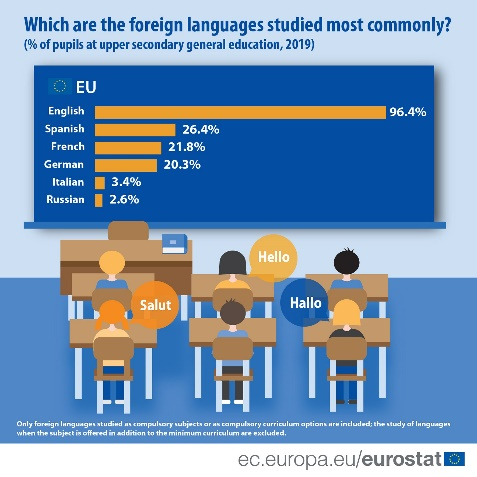 Which are the foreign languages studied most commonly?
(% of pupils at upper secondary general education, 2019)
EU
English 96.4%
Spanish 26.4%
French 21.8%
German 20.3%
Italian 3.4%
Russian 2.6%
Hello
Salut
Hallo
Only foreign languages studied as compulsory subjects or as compulsory curriculum options are included; the study of languages
when the subject is offered in addition to the minimum curriculum are excluded.
ec.europa.eu/eurostat